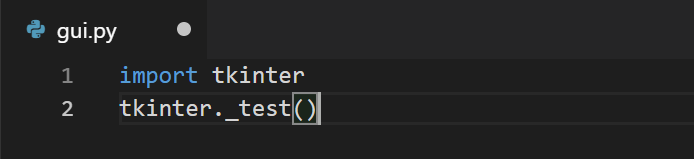 gui.py
1 import tkinter
2 tkinter._test()